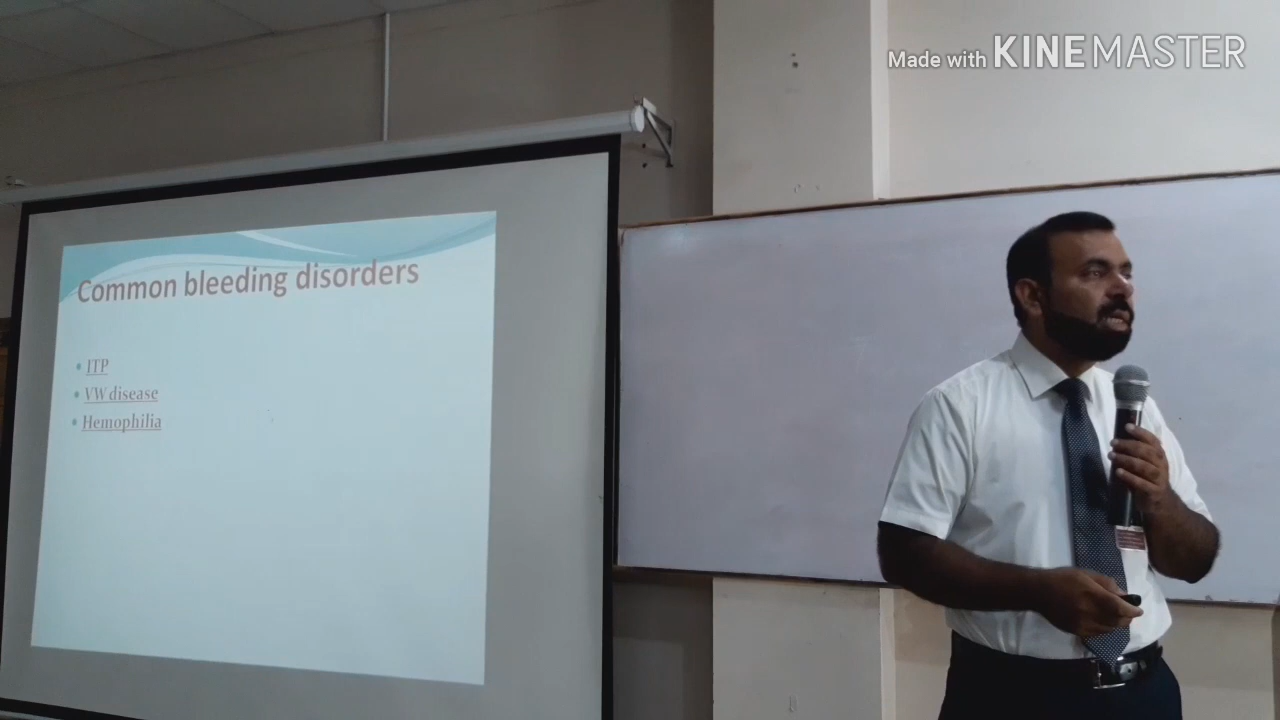 Made with KINEMASTER
Common bleeding disorders
ITP
VW disease
Hemophilia